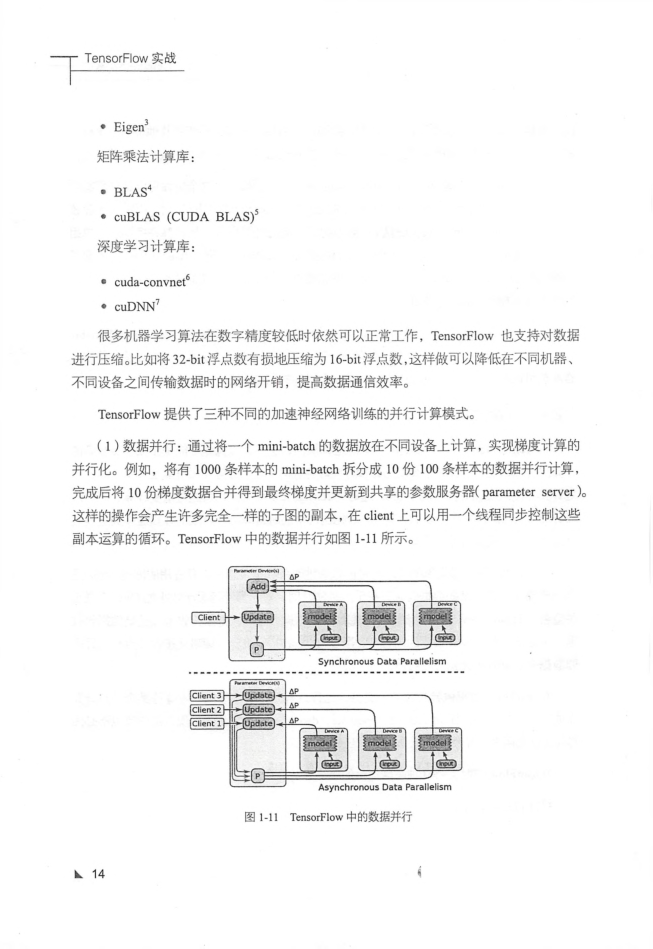 TensorFlow 实战
• Eigen³
矩阵乘法计算库：
• BLAS⁴
• cuBLAS (CUDA BLAS)⁵
深度学习计算库：
• cuda-convnet⁶
• cuDNN⁷
很多机器学习算法在数字精度较低时依然可以正常工作，TensorFlow 也支持对数据
进行压缩。比如将 32-bit 浮点数有损地压缩为 16-bit 浮点数，这样做可以降低在不同机器、
不同设备之间传输数据时的网络开销，提高数据通信效率。
TensorFlow 提供了三种不同的加速神经网络训练的并行计算模式。
（1）数据并行：通过将一个 mini-batch 的数据放在不同设备上计算，实现梯度计算的
并行化。例如，将有 1000 条样本的 mini-batch 拆分成 10 份 100 条样本的数据并行计算，
完成后将 10 份梯度数据合并得到最终梯度并更新到共享的参数服务器（parameter server）。
这样的操作会产生许多完全一样的子图的副本，在 client 上可以用一个线程同步控制这些
副本运算的循环。TensorFlow 中的数据并行如图 1-11 所示。
Parameter Device(s)
ΔP
Add
Device A
Device B
Device C
Client
Update
model
model
model
input
input
input
P
Synchronous Data Parallelism
Parameter Device(s)
Client 3
Update
ΔP
Client 2
Update
ΔP
Client 1
Update
ΔP
Device A
Device B
Device C
model
model
model
input
input
input
P
Asynchronous Data Parallelism
图 1-11 TensorFlow 中的数据并行
14